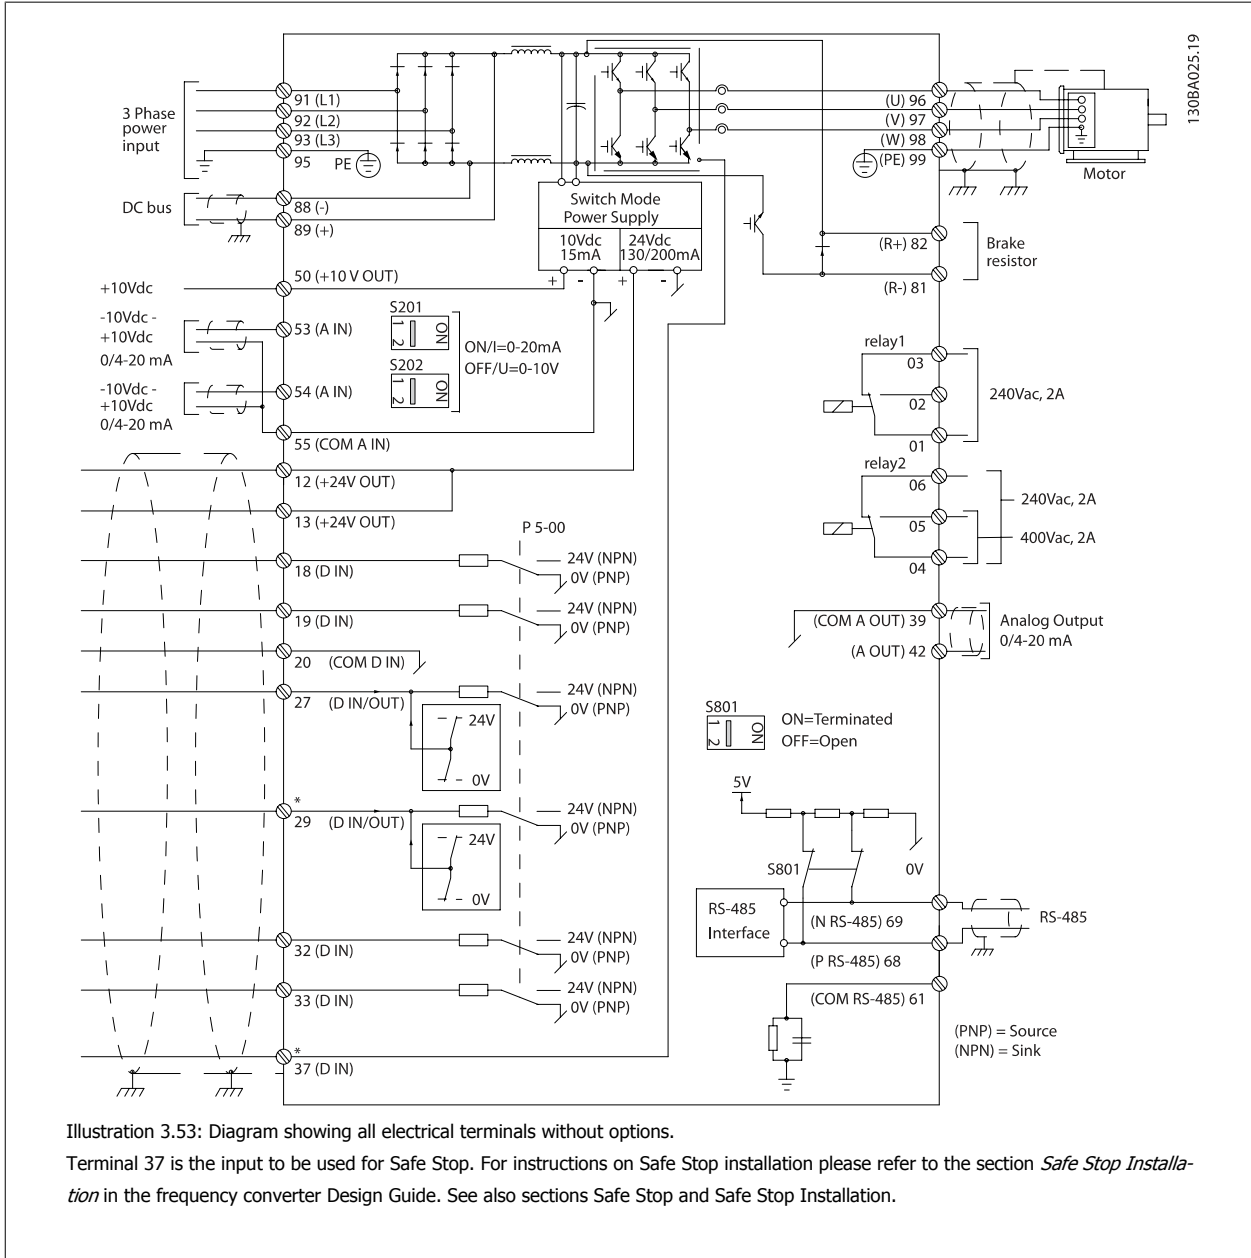 130BA025.19
3 Phase
power
input
91 (L1)
92 (L2)
93 (L3)
95
PE
DC bus
88 (-)
89 (+)
Switch Mode
Power Supply
10Vdc
15mA
24Vdc
130/200mA
+ - + -
(U) 96
(V) 97
(W) 98
(PE) 99
Motor
(R+) 82
Brake
resistor
(R-) 81
+10Vdc
50 (+10 V OUT)
-10Vdc -
+10Vdc
0/4-20 mA
53 (A IN)
-10Vdc -
+10Vdc
0/4-20 mA
54 (A IN)
55 (COM A IN)
S201
1 2
ON
S202
1 2
ON
ON/I=0-20mA
OFF/U=0-10V
relay1
03
02
01
240Vac, 2A
relay2
06
05
04
240Vac, 2A
400Vac, 2A
12 (+24V OUT)
13 (+24V OUT)
P 5-00
18 (D IN)
24V (NPN)
0V (PNP)
19 (D IN)
24V (NPN)
0V (PNP)
20 (COM D IN)
27 (D IN/OUT)
24V (NPN)
0V (PNP)
24V
0V
*
29 (D IN/OUT)
24V (NPN)
0V (PNP)
24V
0V
32 (D IN)
24V (NPN)
0V (PNP)
33 (D IN)
24V (NPN)
0V (PNP)
*
37 (D IN)
(COM A OUT) 39
(A OUT) 42
Analog Output
0/4-20 mA
S801
1 2
ON
ON=Terminated
OFF=Open
5V
S801
0V
RS-485
Interface
(N RS-485) 69
RS-485
(P RS-485) 68
(COM RS-485) 61
(PNP) = Source
(NPN) = Sink
Illustration 3.53: Diagram showing all electrical terminals without options.
Terminal 37 is the input to be used for Safe Stop. For instructions on Safe Stop installation please refer to the section Safe Stop Installa-
tion in the frequency converter Design Guide. See also sections Safe Stop and Safe Stop Installation.